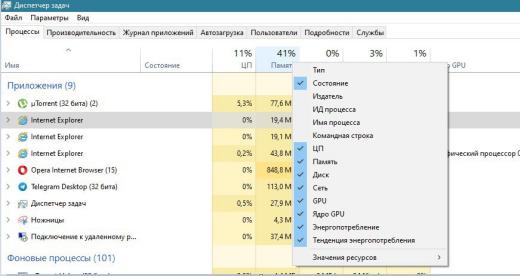 Диспетчер задач
Файл Параметры Вид
Процессы Производительность Журнал приложений Автозагрузка Пользователи Подробности Службы
11% 41% 0% 3% 1%
Имя Состояние ЦП Память GPU
Приложения (9)
µTorrent (32 бита) (2) 5,3% 77,6 М
Internet Explorer 0% 19,4 М
Internet Explorer 0% 19,1 М
Internet Explorer 0,2% 43,8 М фический процессор 0
Opera Internet Browser (15) 0% 848,8 М
Telegram Desktop (32 бита) 0% 113,0 М
Диспетчер задач 0,5% 27,9 М
Ножницы 0% 4,3 М
Подключение к удаленному р... 0% 37,4 М
Фоновые процессы (101)
Тип
Состояние
Издатель
ИД процесса
Имя процесса
Командная строка
ЦП
Память
Диск
Сеть
GPU
Ядро GPU
Энергопотребление
Тенденция энергопотребления
Значения ресурсов